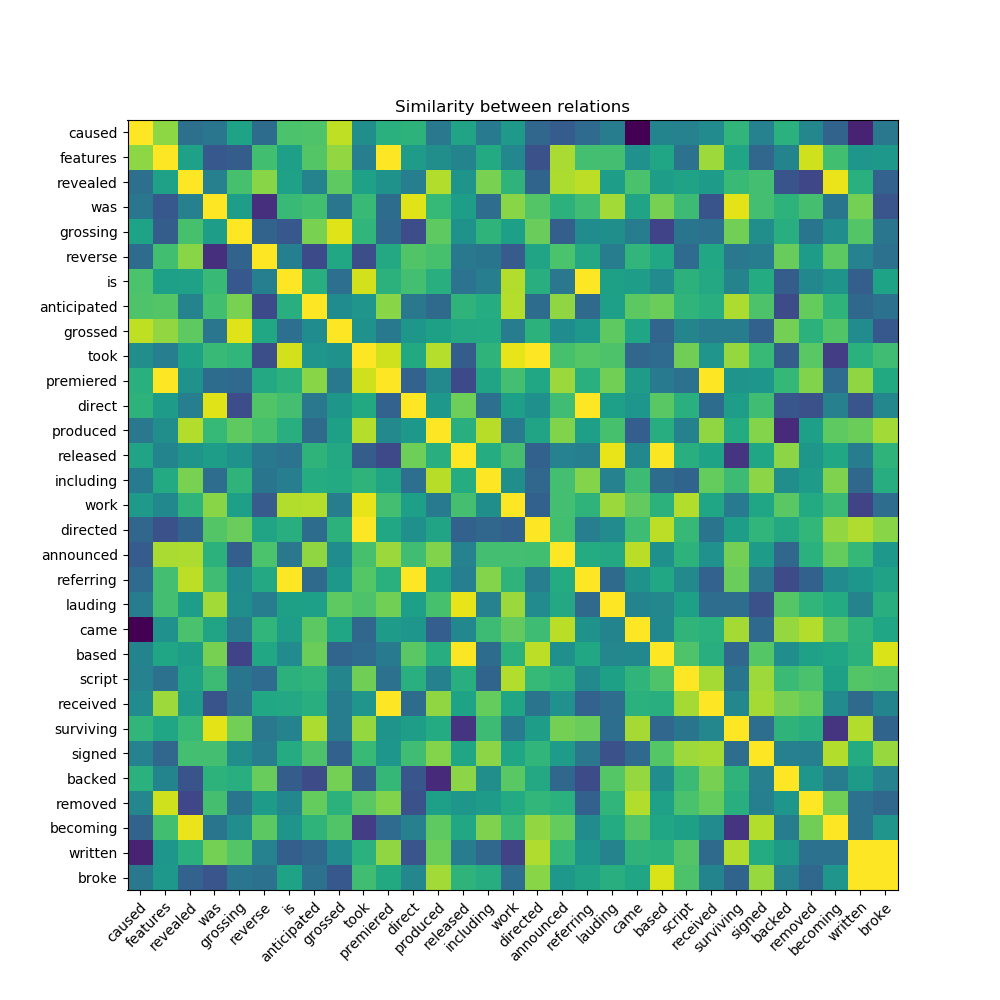 Similarity between relations
caused
features
revealed
was
grossing
reverse
is
anticipated
grossed
took
premiered
direct
produced
released
including
work
directed
announced
referring
lauding
came
based
script
received
surviving
signed
backed
removed
becoming
written
broke
caused
features
revealed
was
grossing
reverse
is
anticipated
grossed
took
premiered
direct
produced
released
including
work
directed
announced
referring
lauding
came
based
script
received
surviving
signed
backed
removed
becoming
written
broke